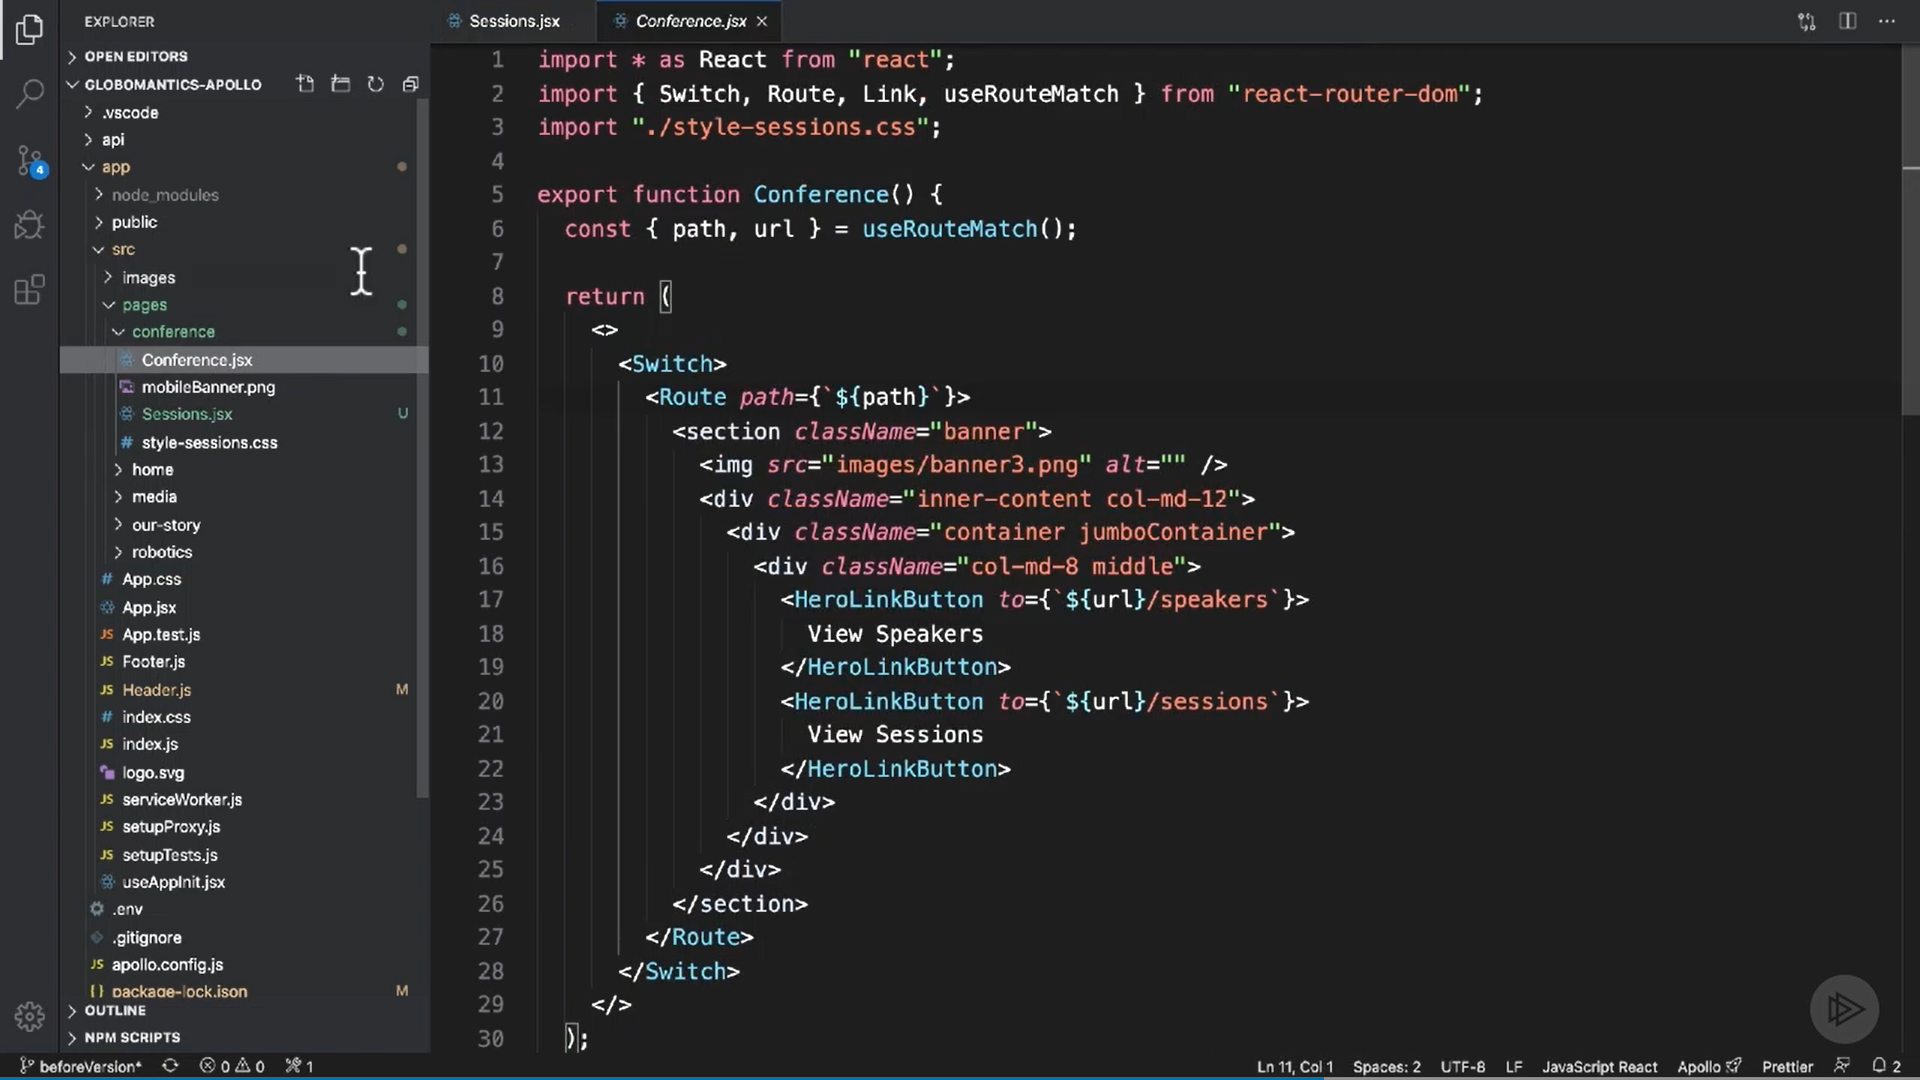 EXPLORER
OPEN EDITORS
GLOBOMANTICS-APOLLO
.vscode
api
app
node_modules
public
src
images
pages
conference
Conference.jsx
mobileBanner.png
Sessions.jsx U
style-sessions.css
home
media
our-story
robotics
App.css
App.jsx
App.test.js
Footer.js
Header.js M
index.css
index.js
logo.svg
serviceWorker.js
setupProxy.js
setupTests.js
useAppInit.jsx
.env
.gitignore
apollo.config.js
package-lock.json M
OUTLINE
NPM SCRIPTS
4
Sessions.jsx Conference.jsx
1 import * as React from "react";
2 import { Switch, Route, Link, useRouteMatch } from "react-router-dom";
3 import "./style-sessions.css";
4
5 export function Conference() {
6 const { path, url } = useRouteMatch();
7
8 return (
9 <>
10 <Switch>
11 <Route path={`${path}`}>
12 <section className="banner">
13 <img src="images/banner3.png" alt="" />
14 <div className="inner-content col-md-12">
15 <div className="container jumboContainer">
16 <div className="col-md-8 middle">
17 <HeroLinkButton to={`${url}/speakers`}>
18 View Speakers
19 </HeroLinkButton>
20 <HeroLinkButton to={`${url}/sessions`}>
21 View Sessions
22 </HeroLinkButton>
23 </div>
24 </div>
25 </div>
26 </section>
27 </Route>
28 </Switch>
29 </>
30 );
beforeVersion* 0 0 1 Ln 11, Col 1 Spaces: 2 UTF-8 LF JavaScript React Apollo Prettier 2